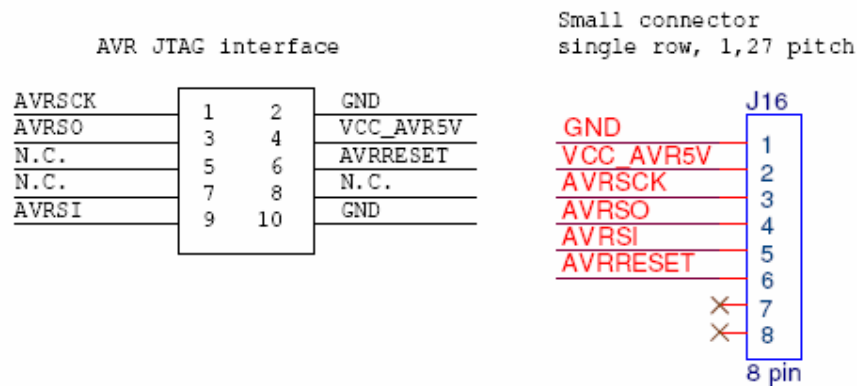 Small connector
single row, 1,27 pitch
AVR JTAG interface
J16
AVRSCK 1 2 GND
AVRSO 3 4 VCC_AVR5V
N.C. 5 6 AVRRESET
N.C. 7 8 N.C.
AVRSI 9 10 GND
GND 1
VCC_AVR5V 2
AVRSCK 3
AVRSO 4
AVRSI 5
AVRRESET 6
7
8
8 pin